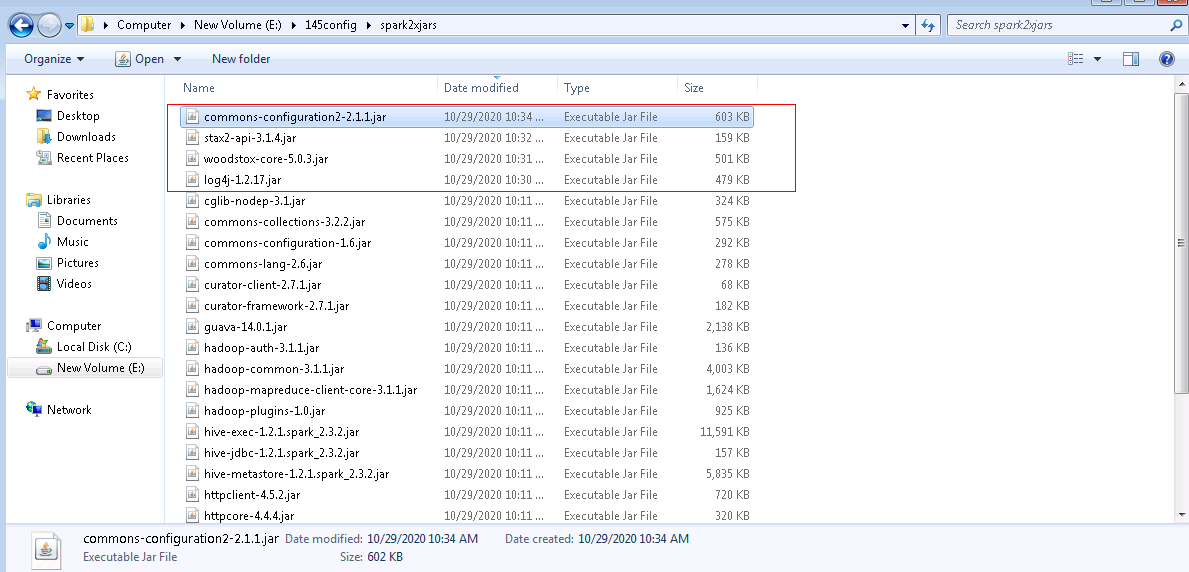 Computer ▸ New Volume (E:) ▸ 145config ▸ spark2xjars
Search spark2xjars
Organize Open New folder
Name Date modified Type Size
Favorites
Desktop
Downloads
Recent Places
Libraries
Documents
Music
Pictures
Videos
Computer
Local Disk (C:)
New Volume (E:)
Network
commons-configuration2-2.1.1.jar 10/29/2020 10:34 ... Executable Jar File 603 KB
stax2-api-3.1.4.jar 10/29/2020 10:32 ... Executable Jar File 159 KB
woodstox-core-5.0.3.jar 10/29/2020 10:31 ... Executable Jar File 501 KB
log4j-1.2.17.jar 10/29/2020 10:30 ... Executable Jar File 479 KB
cglib-nodep-3.1.jar 10/29/2020 10:11 ... Executable Jar File 324 KB
commons-collections-3.2.2.jar 10/29/2020 10:11 ... Executable Jar File 575 KB
commons-configuration-1.6.jar 10/29/2020 10:11 ... Executable Jar File 292 KB
commons-lang-2.6.jar 10/29/2020 10:11 ... Executable Jar File 278 KB
curator-client-2.7.1.jar 10/29/2020 10:11 ... Executable Jar File 68 KB
curator-framework-2.7.1.jar 10/29/2020 10:11 ... Executable Jar File 182 KB
guava-14.0.1.jar 10/29/2020 10:11 ... Executable Jar File 2,138 KB
hadoop-auth-3.1.1.jar 10/29/2020 10:11 ... Executable Jar File 136 KB
hadoop-common-3.1.1.jar 10/29/2020 10:11 ... Executable Jar File 4,003 KB
hadoop-mapreduce-client-core-3.1.1.jar 10/29/2020 10:11 ... Executable Jar File 1,624 KB
hadoop-plugins-1.0.jar 10/29/2020 10:11 ... Executable Jar File 925 KB
hive-exec-1.2.1.spark_2.3.2.jar 10/29/2020 10:11 ... Executable Jar File 11,591 KB
hive-jdbc-1.2.1.spark_2.3.2.jar 10/29/2020 10:11 ... Executable Jar File 157 KB
hive-metastore-1.2.1.spark_2.3.2.jar 10/29/2020 10:11 ... Executable Jar File 5,835 KB
httpclient-4.5.2.jar 10/29/2020 10:11 ... Executable Jar File 720 KB
httpcore-4.4.4.jar 10/29/2020 10:11 ... Executable Jar File 320 KB
commons-configuration2-2.1.1.jar Date modified: 10/29/2020 10:34 AM Date created: 10/29/2020 10:34 AM
Executable Jar File Size: 602 KB